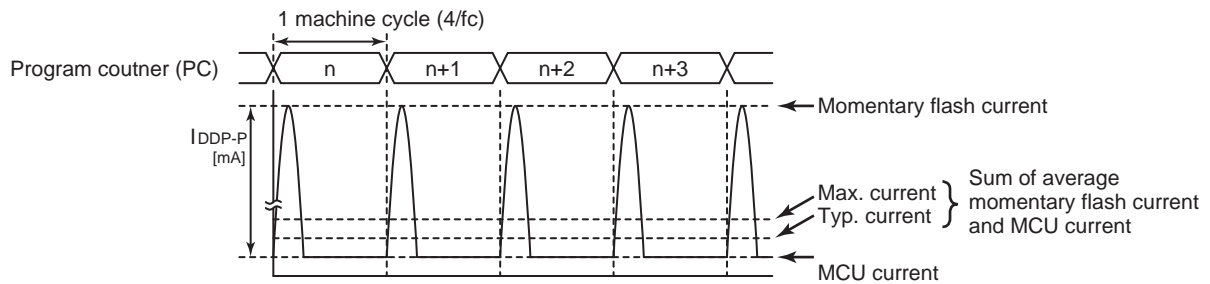 1 machine cycle (4/fc)
Program coutner (PC)
n
n+1
n+2
n+3
Momentary flash current
IDDP-P
[mA]
Max. current
Typ. current
Sum of average
momentary flash current
and MCU current
MCU current